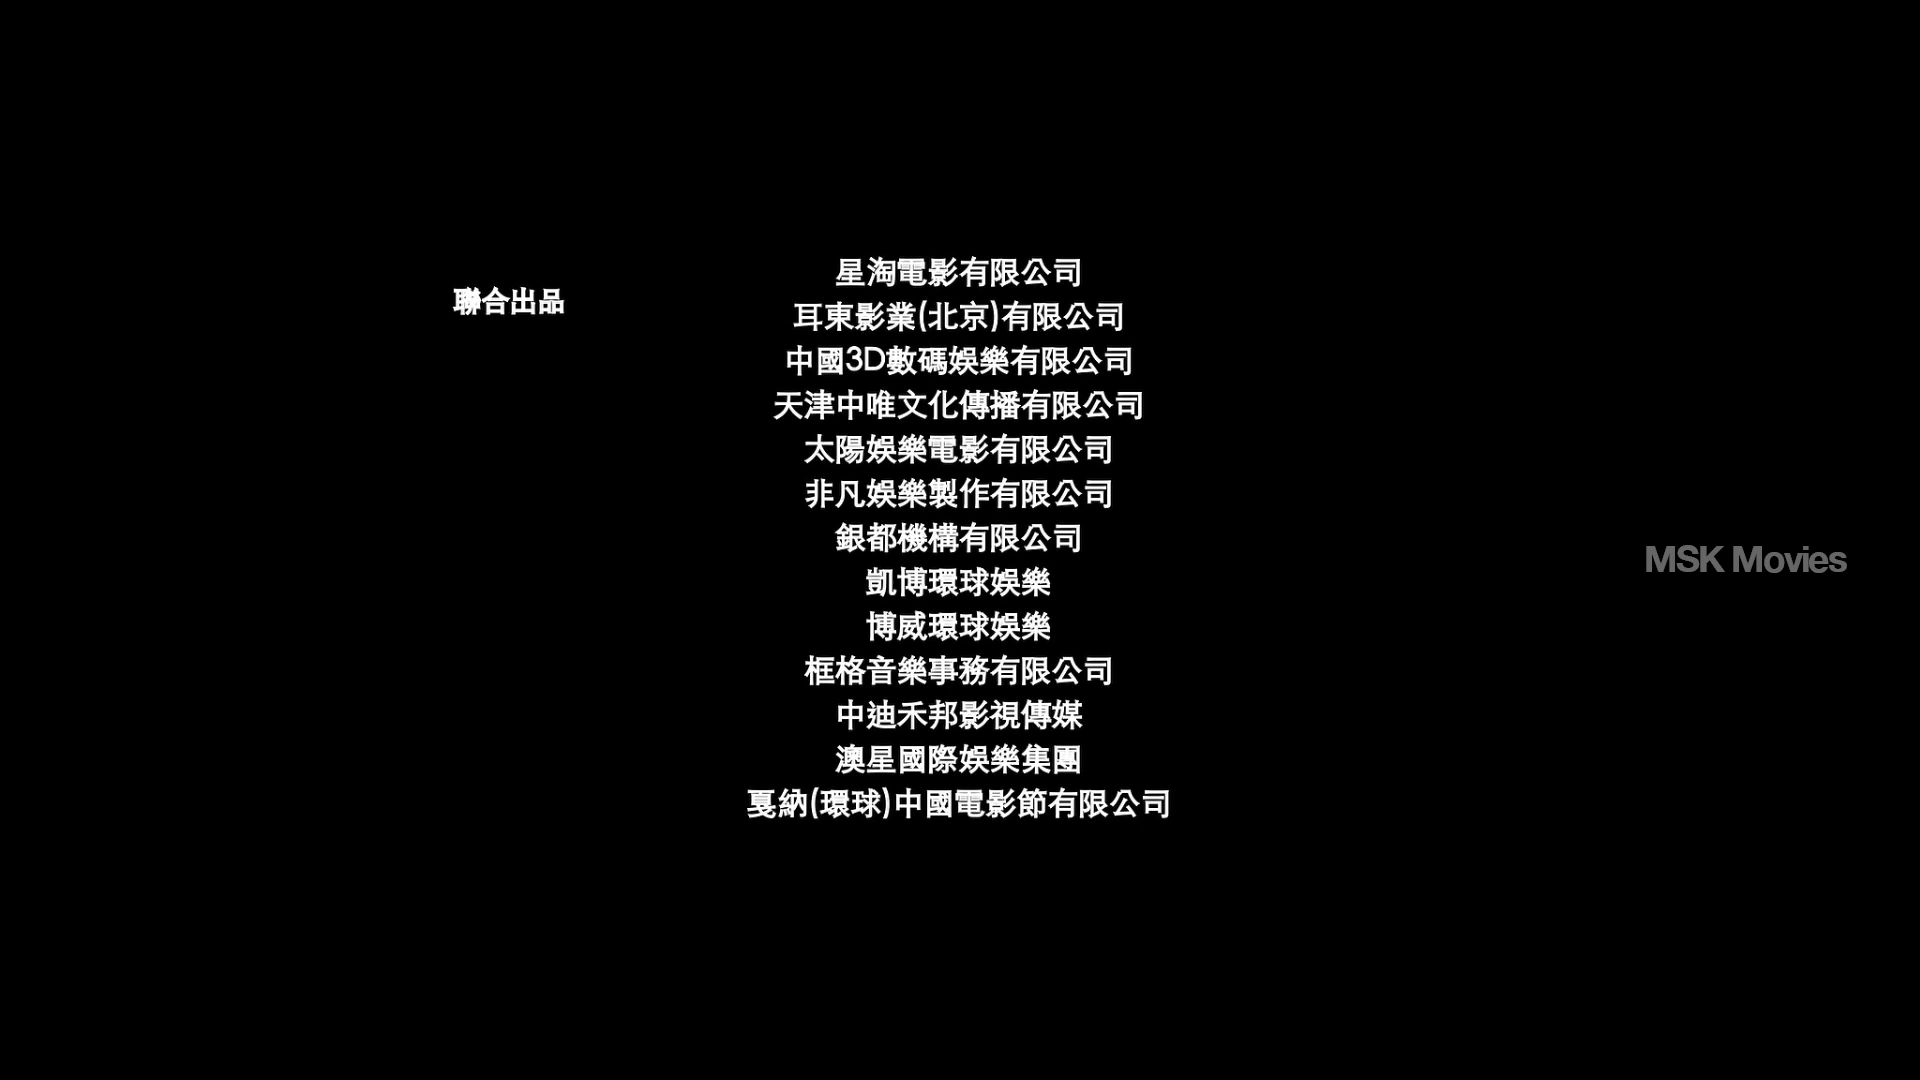 聯合出品
星淘電影有限公司
耳東影業(北京)有限公司
中國3D數碼娛樂有限公司
天津中唯文化傳播有限公司
太陽娛樂電影有限公司
非凡娛樂製作有限公司
銀都機構有限公司
凱博環球娛樂
博威環球娛樂
框格音樂事務有限公司
中迪禾邦影視傳媒
澳星國際娛樂集團
戛納(環球)中國電影節有限公司
MSK Movies